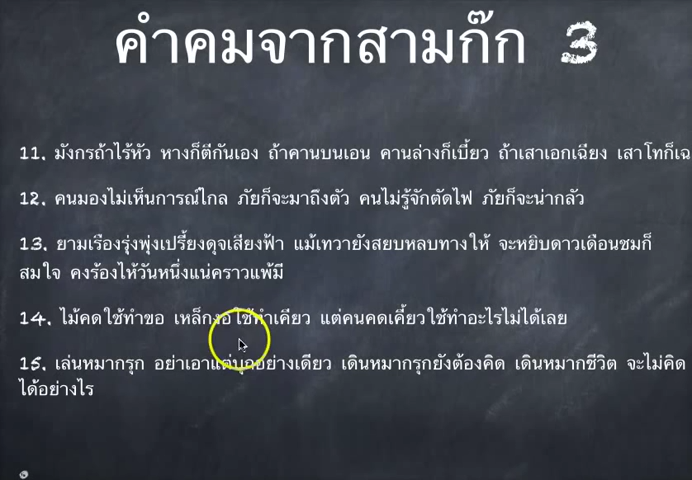 คำคมจากสามก๊ก 3
11. มังกรถ้าไร้หัว หางก็ตีกันเอง ถ้าคานบนเอน คานล่างก็เบี้ยว ถ้าเสาเอกเฉียง เสาโทก็เฉ
12. คนมองไม่เห็นการณ์ไกล ภัยก็จะมาถึงตัว คนไม่รู้จักตัดไฟ ภัยก็จะน่ากลัว
13. ยามเรืองรุ่งพุ่งเปรี้ยงดุจเสียงฟ้า แม้เทวายังสยบหลบทางให้ จะหยิบดาวเดือนชมก็
สมใจ คงร้องไห้วันหนึ่งแน่คราวแพ้มี
14. ไม้คดใช้ทำขอ เหล็กงอใช้ทำเคียว แต่คนคดเคี้ยวใช้ทำอะไรไม่ได้เลย
15. เล่นหมากรุก อย่าเอาแต่บุกอย่างเดียว เดินหมากรุกยังต้องคิด เดินหมากชีวิต จะไม่คิด
ได้อย่างไร